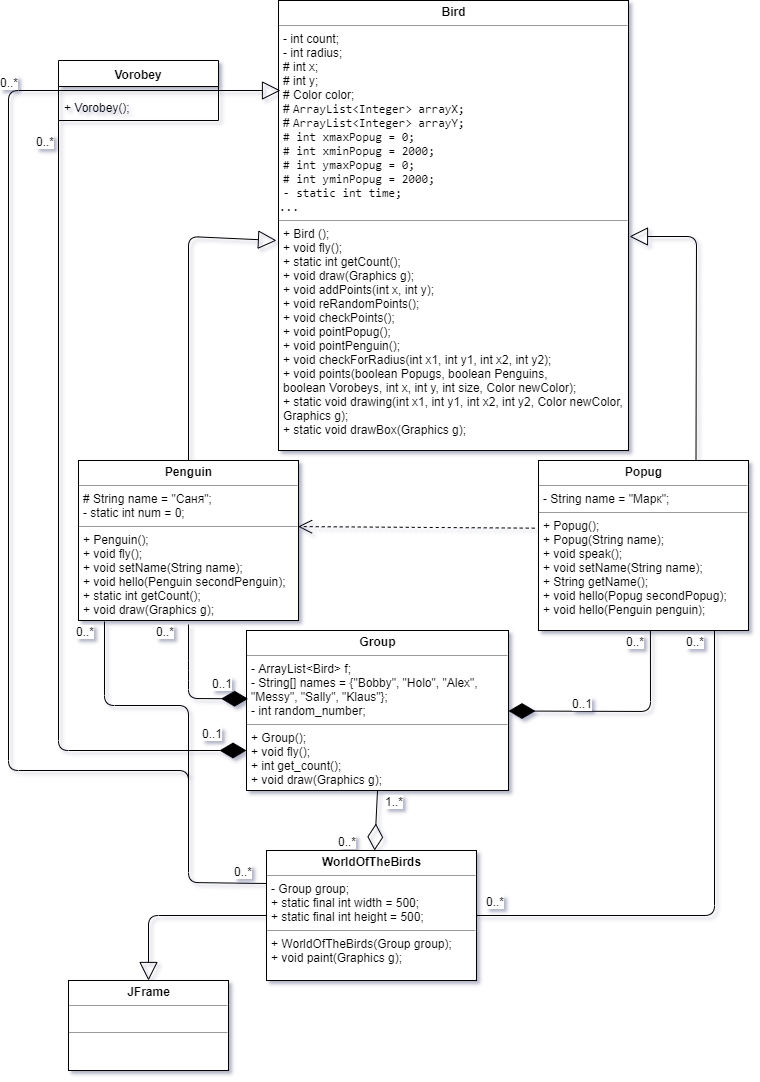 Bird
- int count;
- int radius;
# int x;
# int y;
# Color color;
# ArrayList<Integer> arrayX;
# ArrayList<Integer> arrayY;
# int xmaxPopug = 0;
# int xminPopug = 2000;
# int ymaxPopug = 0;
# int yminPopug = 2000;
- static int time;
...
+ Bird ();
+ void fly();
+ static int getCount();
+ void draw(Graphics g);
+ void addPoints(int x, int y);
+ void reRandomPoints();
+ void checkPoints();
+ void pointPopug();
+ void pointPenguin();
+ void checkForRadius(int x1, int y1, int x2, int y2);
+ void points(boolean Popugs, boolean Penguins,
boolean Vorobeys, int x, int y, int size, Color newColor);
+ static void drawing(int x1, int y1, int x2, int y2, Color newColor,
Graphics g);
+ static void drawBox(Graphics g);
Vorobey
+ Vorobey();
0..*
0..*
Penguin
# String name = "Саня";
- static int num = 0;
+ Penguin();
+ void fly();
+ void setName(String name);
+ void hello(Penguin secondPenguin);
+ static int getCount();
+ void draw(Graphics g);
Popug
- String name = "Марк";
+ Popug();
+ Popug(String name);
+ void speak();
+ void setName(String name);
+ String getName();
+ void hello(Popug secondPopug);
+ void hello(Penguin penguin);
0..*
0..*
0..*
0..*
Group
- ArrayList<Bird> f;
- String[] names = {"Bobby", "Holo", "Alex",
"Messy", "Sally", "Klaus"};
- int random_number;
+ Group();
+ void fly();
+ int get_count();
+ void draw(Graphics g);
0..1
0..1
0..1
1..*
0..*
0..*
0..*
WorldOfTheBirds
- Group group;
+ static final int width = 500;
+ static final int height = 500;
+ WorldOfTheBirds(Group group);
+ void paint(Graphics g);
JFrame